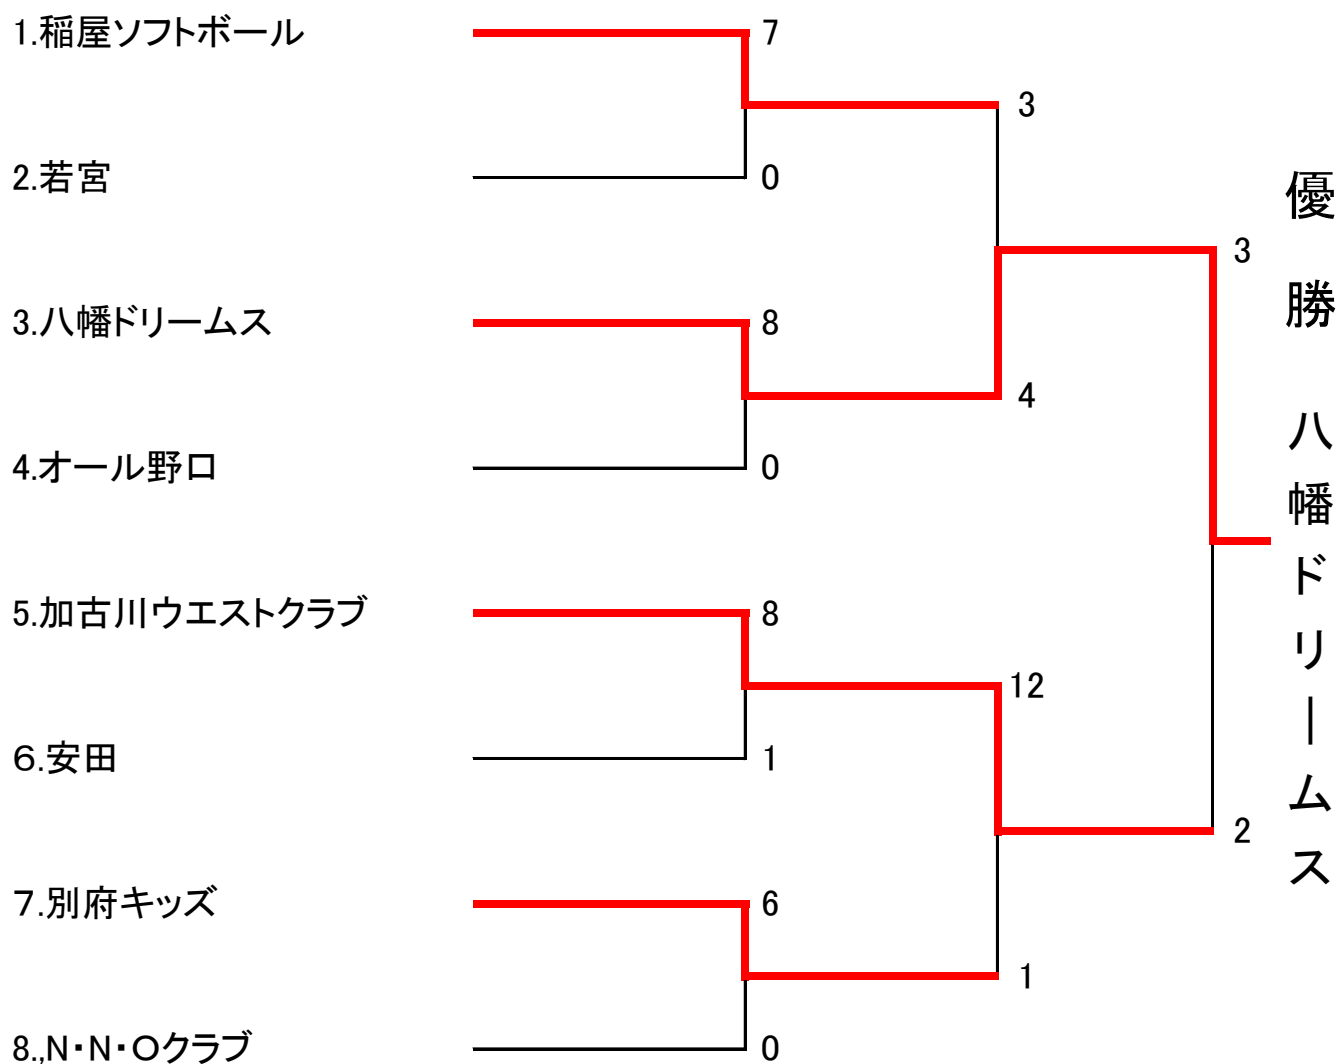 1.稲屋ソフトボール
7
3
2.若宮
0
3.八幡ドリームス
8
3
4
4.オール野口
0
5.加古川ウエストクラブ
8
12
6.安田
1
2
7.別府キッズ
6
1
8.,N・N・Oクラブ
0
優勝 八幡ドリームス